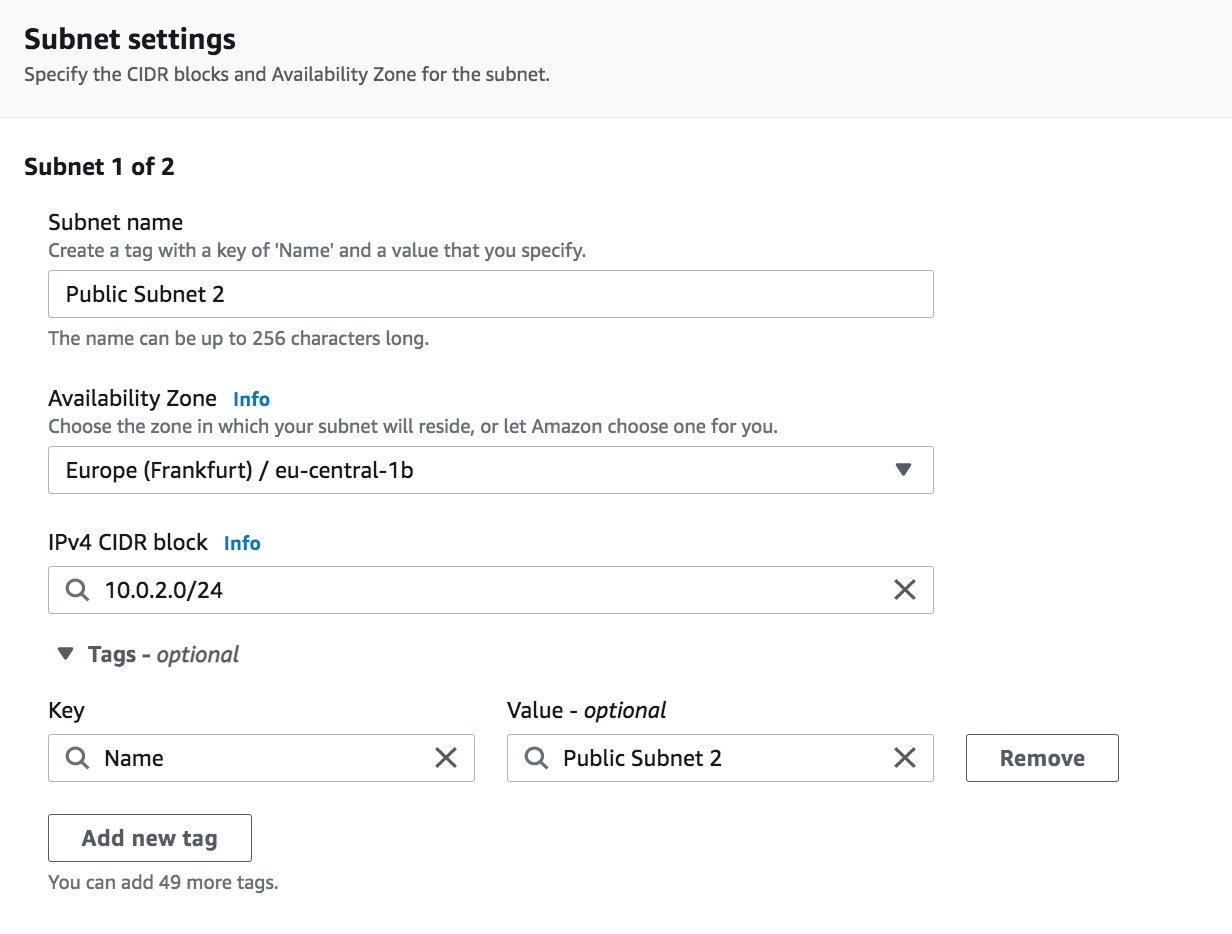 Subnet settings
Specify the CIDR blocks and Availability Zone for the subnet.
Subnet 1 of 2
Subnet name
Create a tag with a key of 'Name' and a value that you specify.
Public Subnet 2
The name can be up to 256 characters long.
Availability Zone Info
Choose the zone in which your subnet will reside, or let Amazon choose one for you.
Europe (Frankfurt) / eu-central-1b
IPv4 CIDR block Info
10.0.2.0/24
Tags - optional
Key Value - optional
Name Public Subnet 2 Remove
Add new tag
You can add 49 more tags.